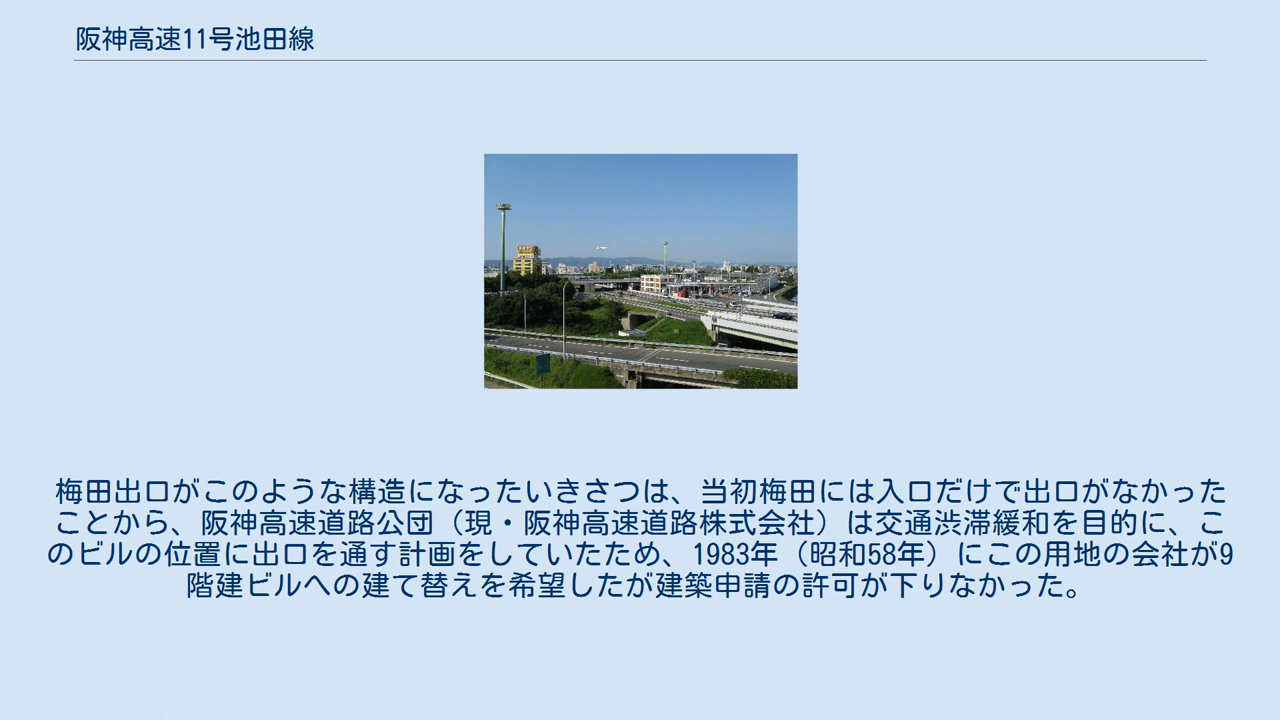 阪神高速11号池田線
梅田出口がこのような構造になったいきさつは、当初梅田には入口だけで出口がなかった
ことから、阪神高速道路公団（現・阪神高速道路株式会社）は交通渋滞緩和を目的に、こ
のビルの位置に出口を通す計画をしていたため、1983年（昭和58年）にこの用地の会社が9
階建ビルへの建て替えを希望したが建築申請の許可が下りなかった。